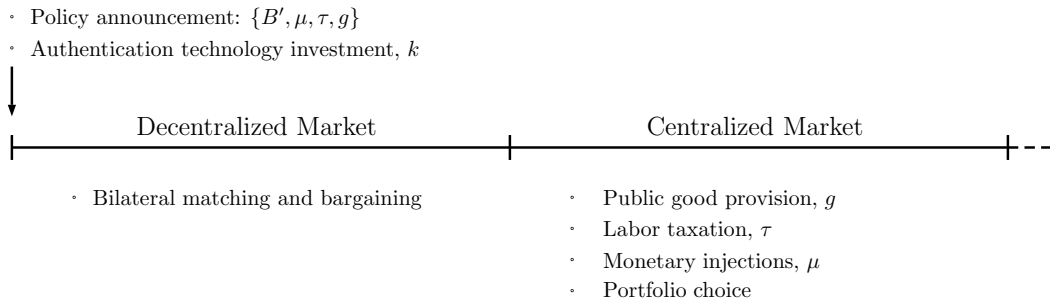 ◦ Policy announcement: {B′, μ, τ, g}
◦ Authentication technology investment, k
Decentralized Market
Centralized Market
◦ Bilateral matching and bargaining
◦ Public good provision, g
◦ Labor taxation, τ
◦ Monetary injections, μ
◦ Portfolio choice